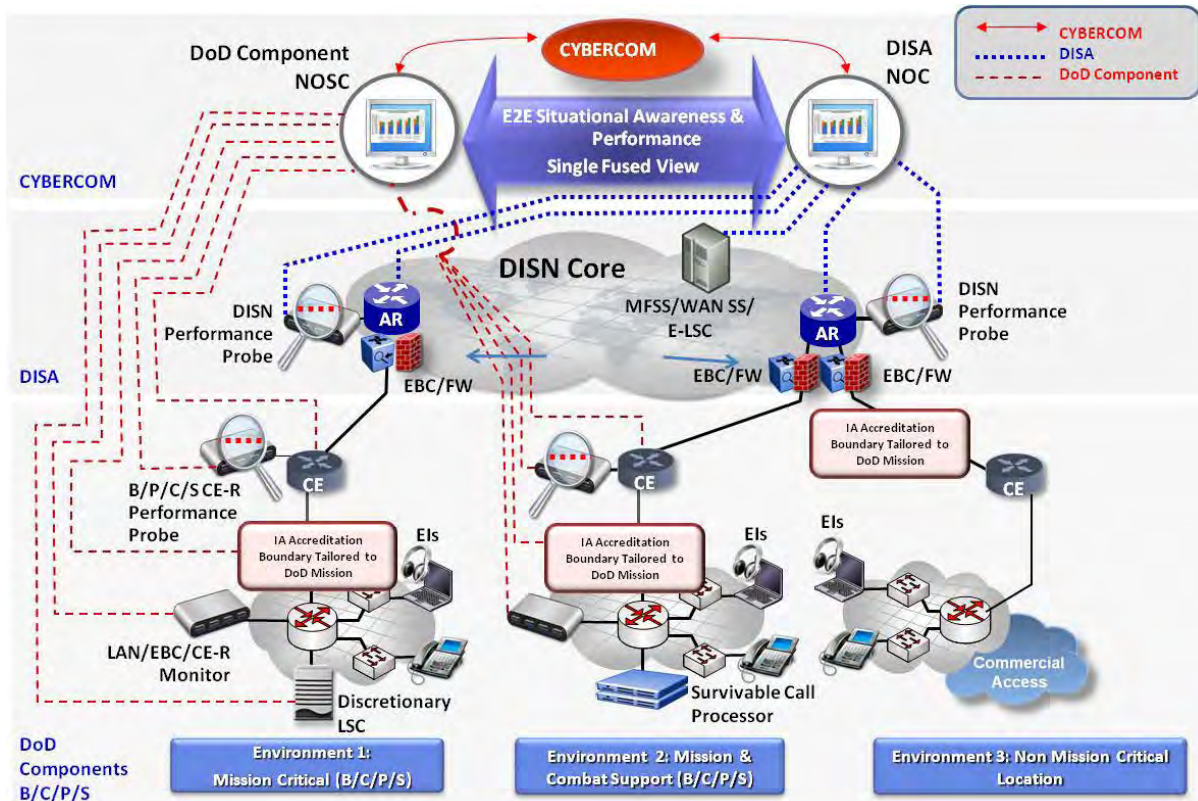 CYBERCOM
DISA
DoD Component
DoD Component
NOSC
CYBERCOM
DISA
NOC
E2E Situational Awareness &
Performance
Single Fused View
CYBERCOM
DISN Core
MFSS/WAN SS/
E-LSC
DISN
Performance
Probe
AR
EBC/FW
DISN
Performance
Probe
AR
EBC/FW
EBC/FW
DISA
B/P/C/S CE-R
Performance
Probe
CE
IA Accreditation
Boundary Tailored to
DoD Mission
EIs
LAN/EBC/CE-R
Monitor
Discretionary
LSC
CE
IA Accreditation
Boundary Tailored to
DoD Mission
EIs
Survivable Call
Processor
IA Accreditation
Boundary Tailored to
DoD Mission
CE
EIs
Commercial
Access
DoD
Components
B/C/P/S
Environment 1:
Mission Critical (B/C/P/S)
Environment 2: Mission &
Combat Support (B/C/P/S)
Environment 3: Non Mission Critical
Location